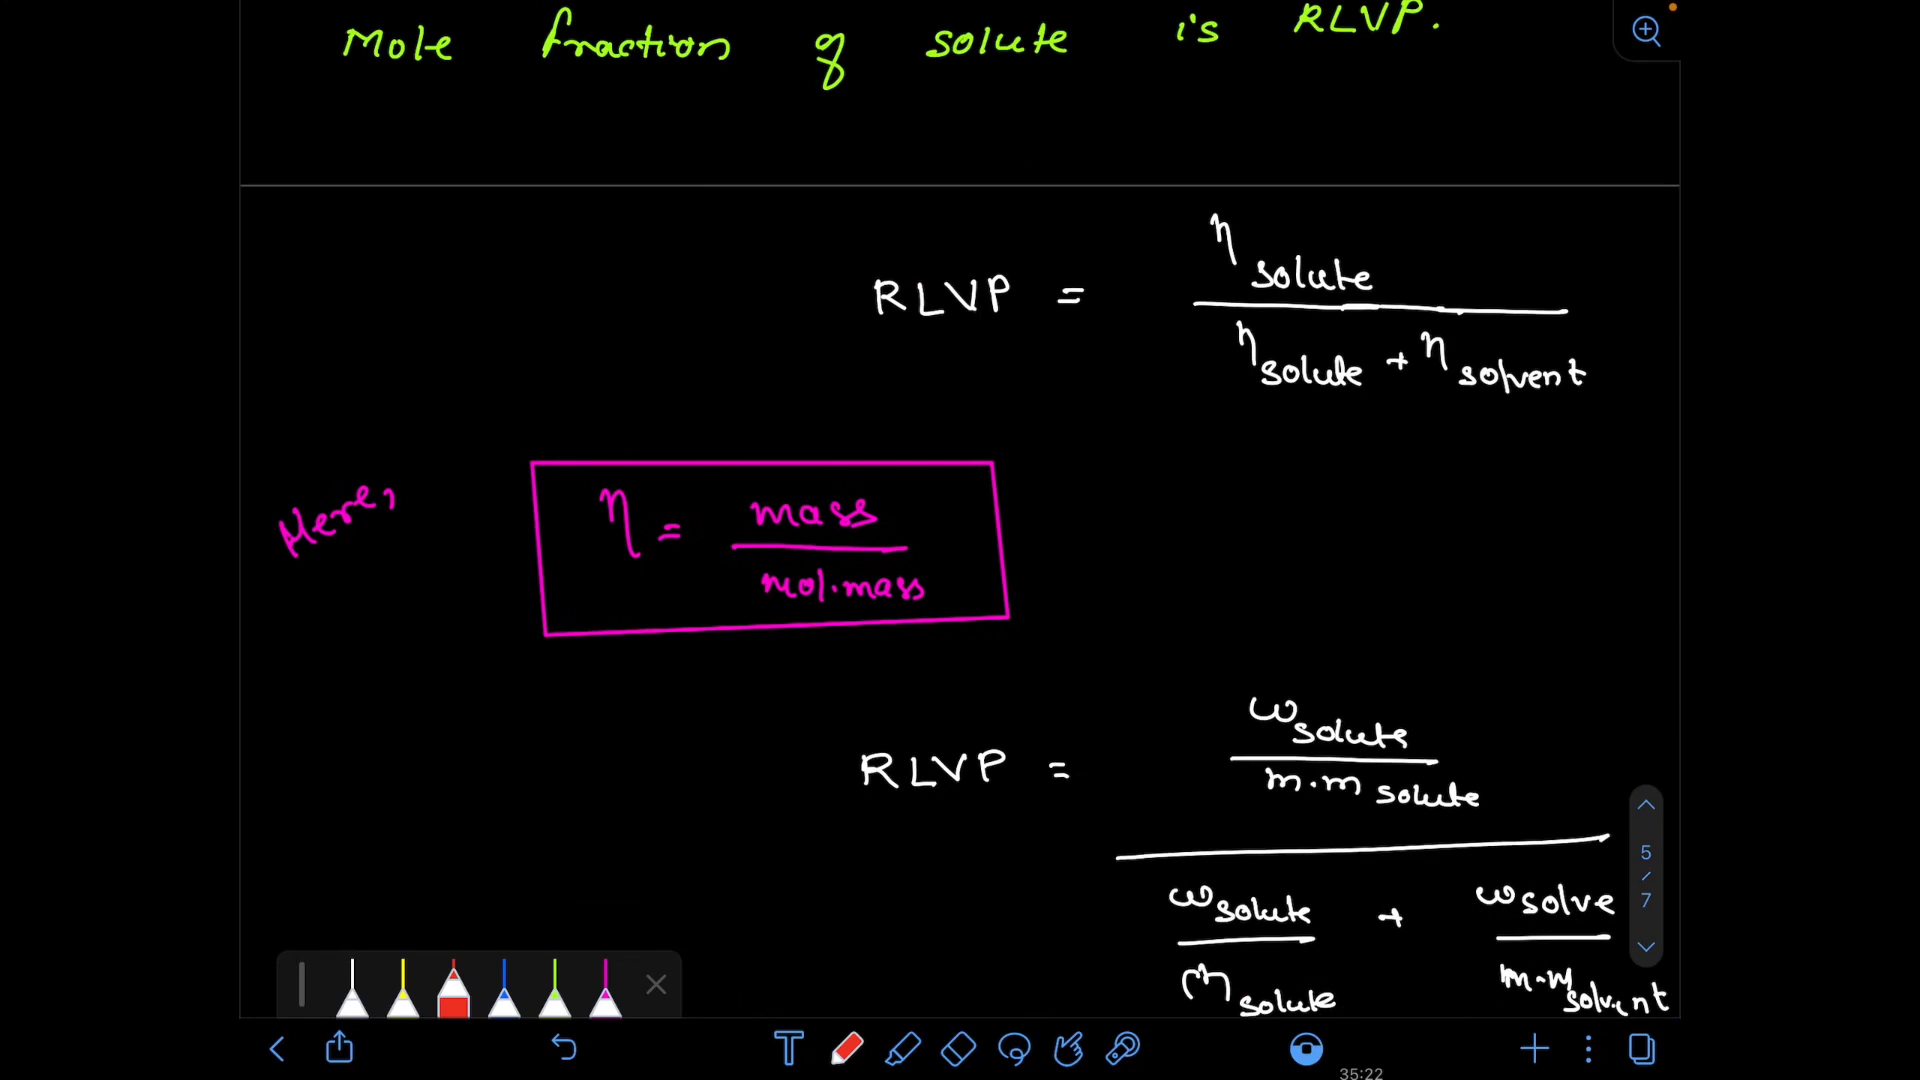 Mole fraction of solute is RLVP.
RLVP = η solute / η solute + η solvent
Here, η = mass / mol.mass
RLVP = ω solute / m.m solute
ω solute / m solute + ω solve / m.m solvent
5
/
7
T
35:22